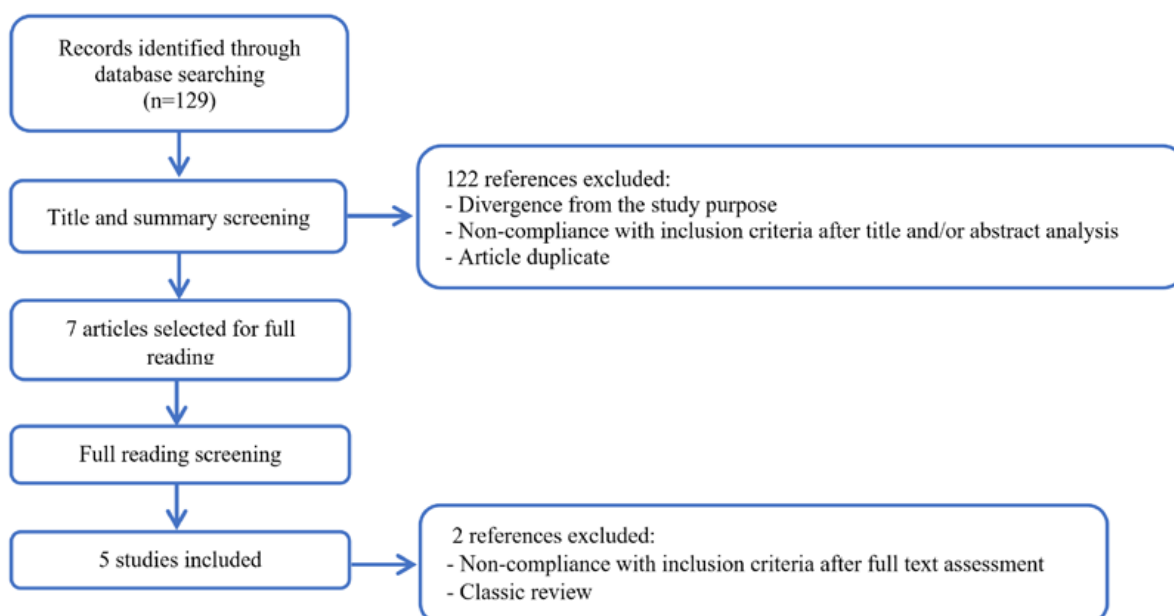 Records identified through
database searching
(n=129)
Title and summary screening
122 references excluded:
- Divergence from the study purpose
- Non-compliance with inclusion criteria after title and/or abstract analysis
- Article duplicate
7 articles selected for full
reading
Full reading screening
5 studies included
2 references excluded:
- Non-compliance with inclusion criteria after full text assessment
- Classic review